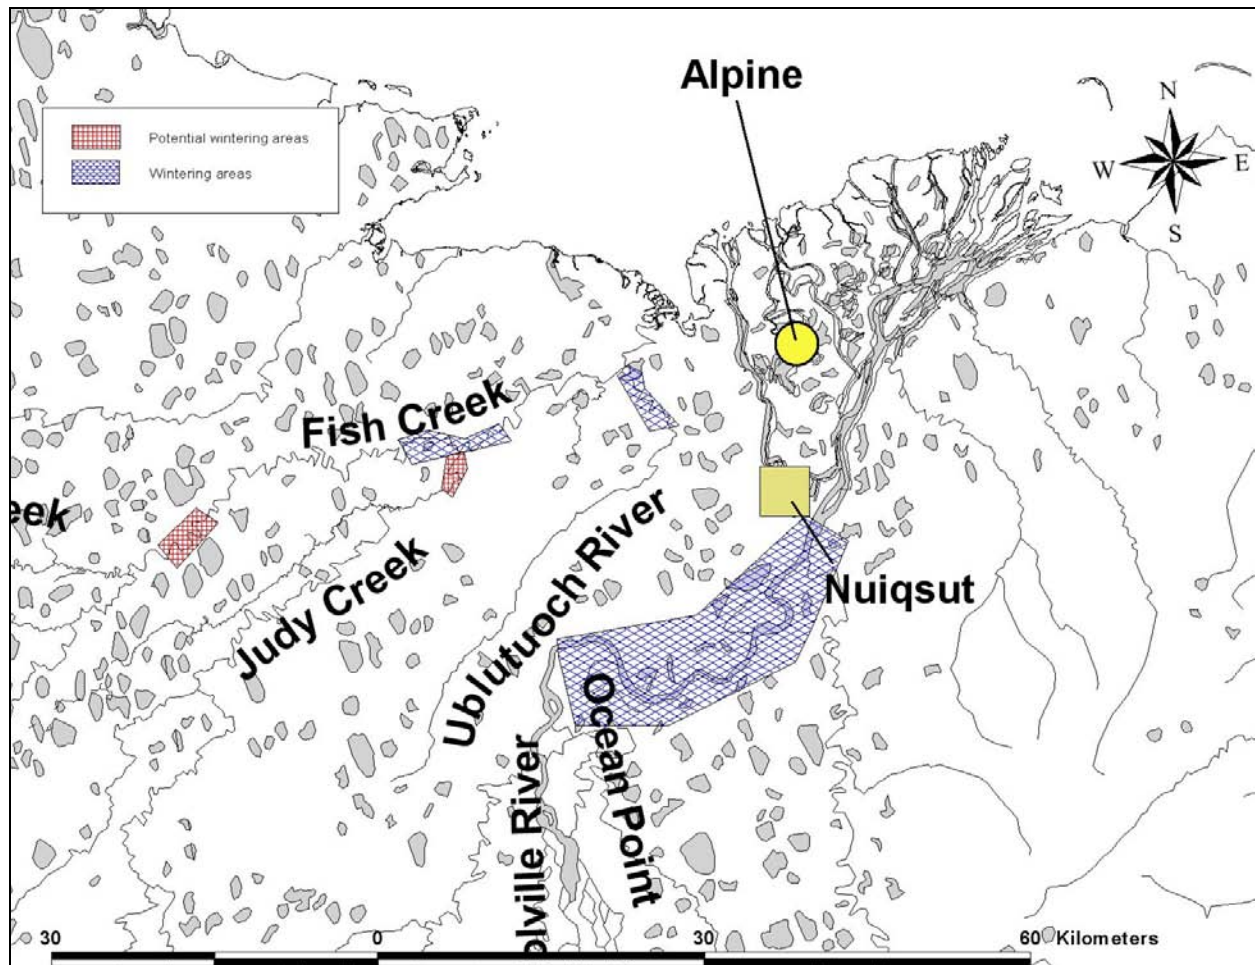 Alpine
N
W E
S
Potential wintering areas
Wintering areas
Fish Creek
eek
Judy Creek
Ublutuoch River
Nuiqsut
Ocean Point
olville River
30 0 30 60 Kilometers